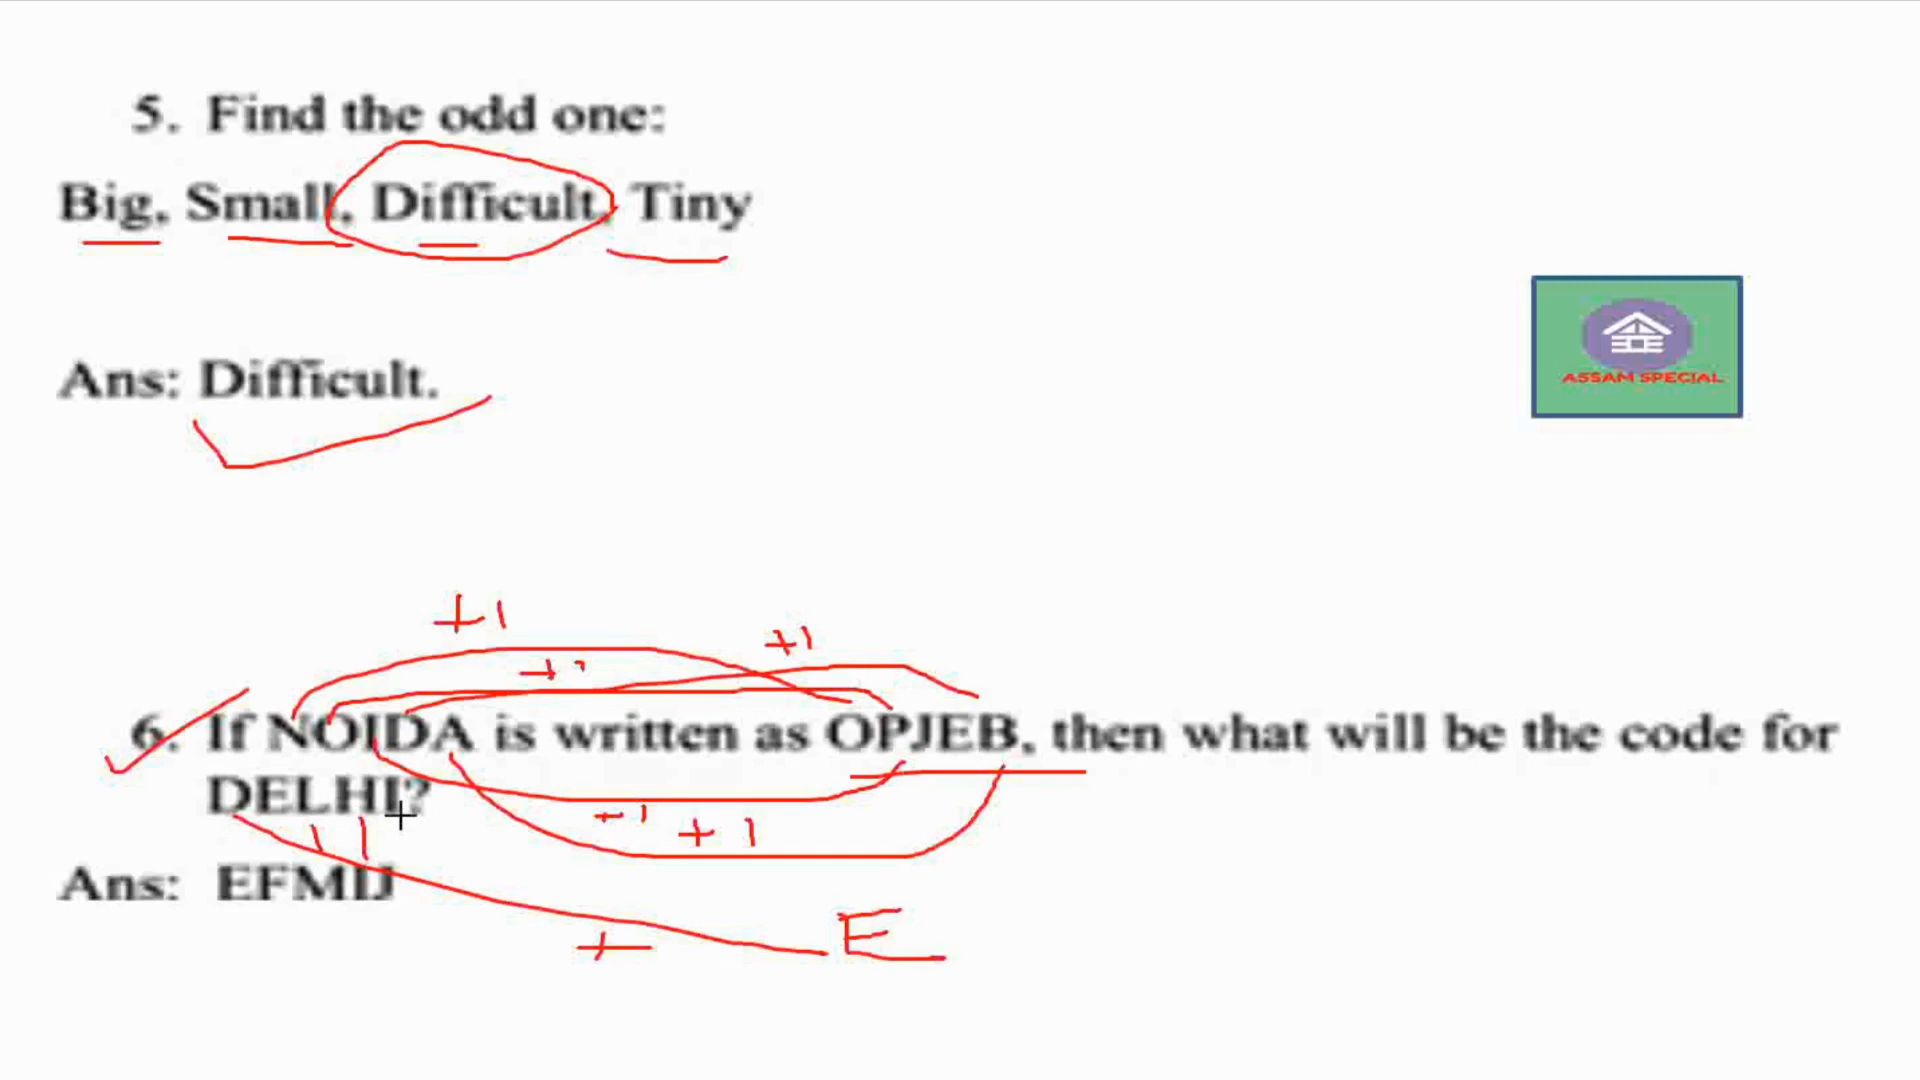 5. Find the odd one:
Big, Small, Difficult, Tiny
Ans: Difficult.
ASSAM SPECIAL
+1
+1
+1
6. If NOIDA is written as OPJEB, then what will be the code for
DELHI?
+1
+1
Ans: EFMIJ
+ E